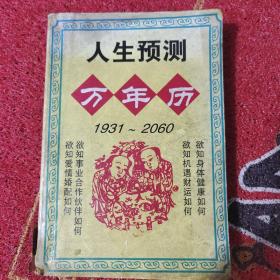 人生预测
万年历
1931~2060
欲知身体健康如何
欲知机遇财运如何
欲知事业合作伙伴如何
欲知爱情婚配如何